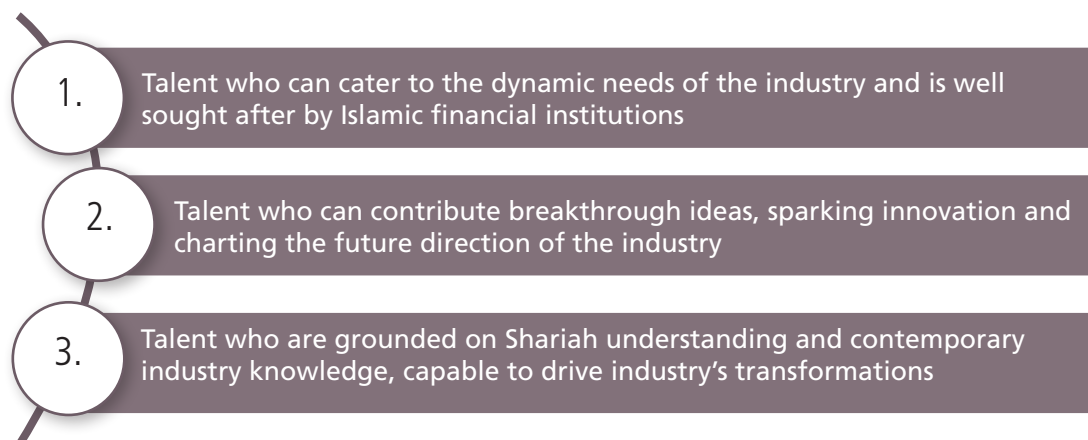 1.
Talent who can cater to the dynamic needs of the industry and is well
sought after by Islamic financial institutions
2.
Talent who can contribute breakthrough ideas, sparking innovation and
charting the future direction of the industry
3.
Talent who are grounded on Shariah understanding and contemporary
industry knowledge, capable to drive industry’s transformations